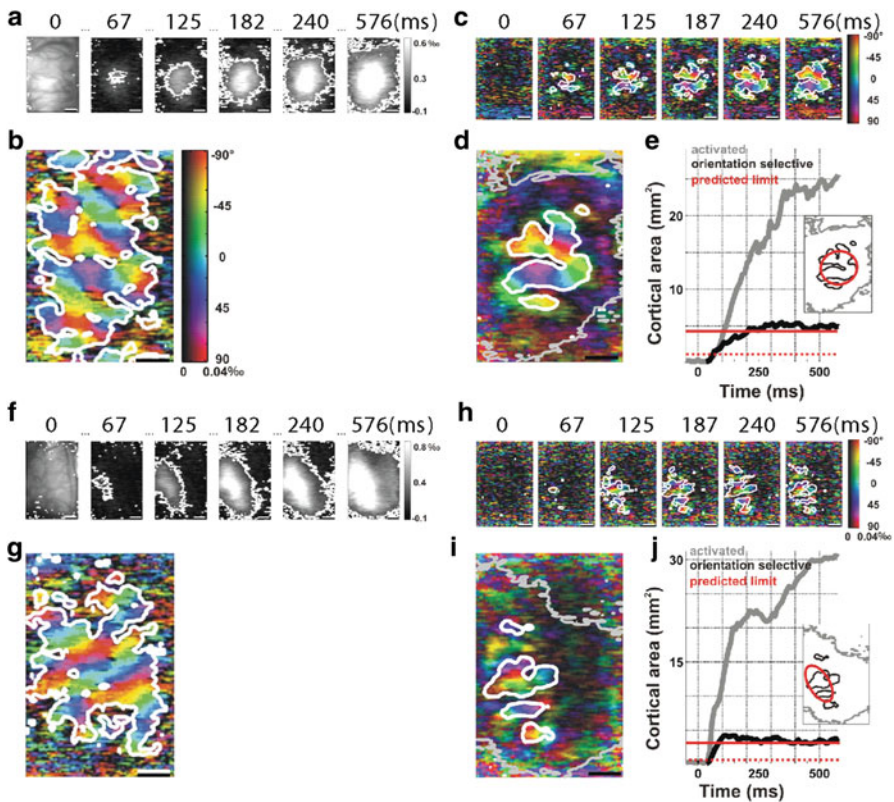 a 0 ... 67 ... 125 ... 182 ... 240 ... 576(ms)
0.6 ‰
0.3
-0.1
c 0 67 125 187 240 576 (ms)
-90°
-45
0
45
90
b
-90°
-45
0
45
90
0 0.04‰
d
e
activated
orientation selective
predicted limit
Cortical area (mm²)
20
10
0 250 500
Time (ms)
f 0 ... 67 ... 125 ... 182 ... 240 ... 576(ms)
0.8 ‰
0.4
-0.1
h 0 67 125 187 240 576 (ms)
-90°
-45
0
45
90
0 0.04‰
g
i
j
activated
orientation selective
predicted limit
Cortical area (mm²)
30
15
0 250 500
Time (ms)